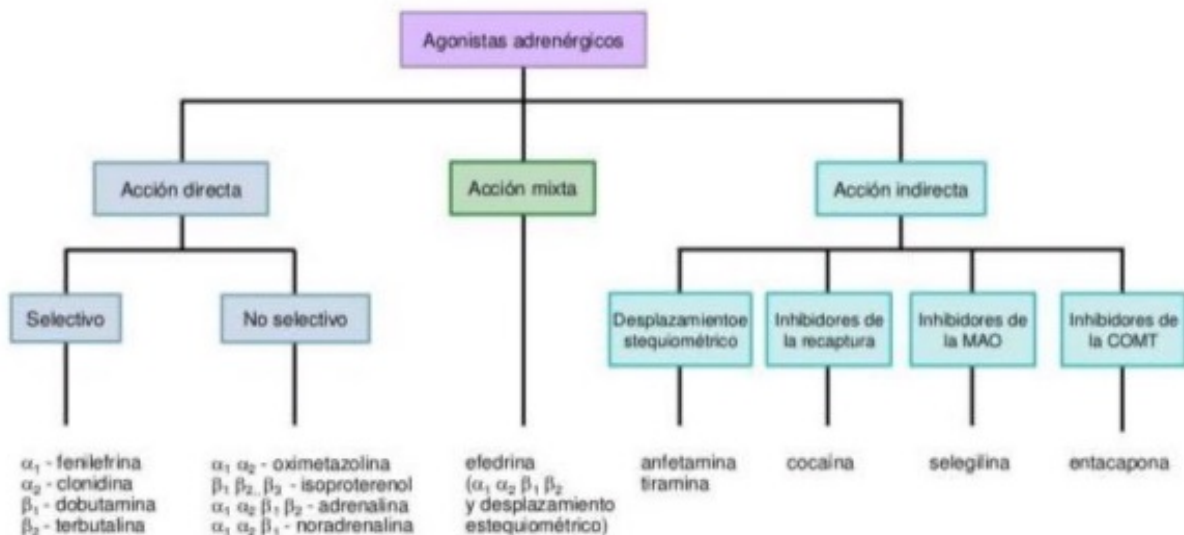 Agonistas adrenérgicos
Acción directa
Acción mixta
Acción indirecta
Selectivo
No selectivo
Desplazamientoe
stequiométrico
Inhibidores de
la recaptura
Inhibidores de
la MAO
Inhibidores de
la COMT
α₁ - fenilefrina
α₂ - clonidina
β₁ - dobutamina
β₂ - terbutalina
α₁ α₂ - oximetazolina
β₁ β₂, β₃ - isoproterenol
α₁ α₂ β₁ β₂ - adrenalina
α₁ α₂ β₁ - noradrenalina
efedrina
(α₁ α₂ β₁ β₂
y desplazamiento
estequiométrico)
anfetamina
tiramina
cocaína
selegilina
entacapona